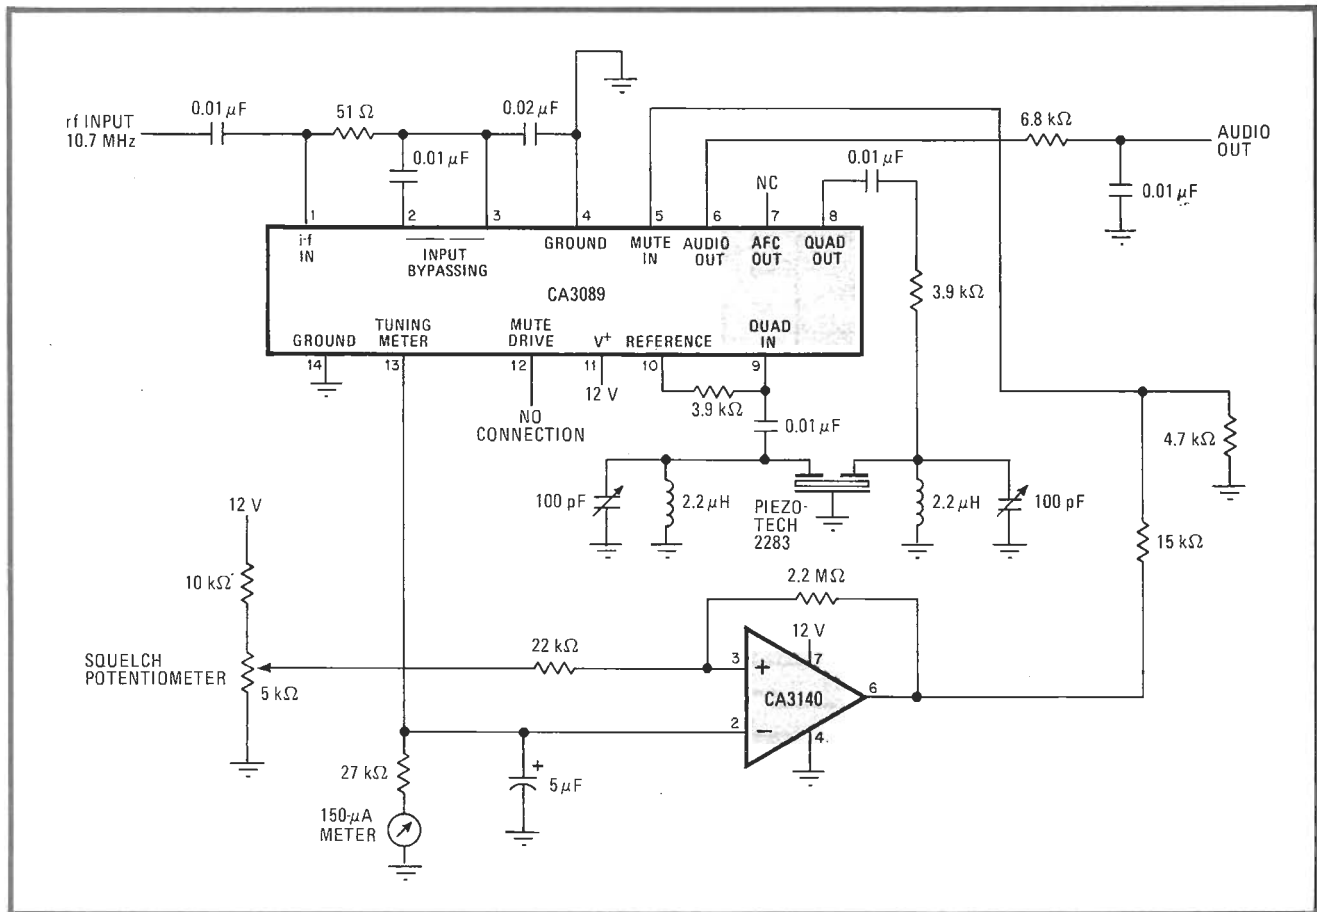 rf INPUT
10.7 MHz
0.01 µF
51 Ω
0.02 µF
0.01 µF
6.8 kΩ
AUDIO
OUT
0.01 µF
0.01 µF
NC
1
2
3
4
5
6
7
8
i-f
IN
INPUT
BYPASSING
GROUND
MUTE
IN
AUDIO
OUT
AFC
OUT
QUAD
OUT
CA3089
3.9 kΩ
GROUND
TUNING
METER
MUTE
DRIVE
V+
REFERENCE
QUAD
IN
14
13
12
11
10
9
12 V
NO
CONNECTION
3.9 kΩ
0.01 µF
4.7 kΩ
100 pF
2.2 µH
PIEZO-
TECH
2283
2.2 µH
100 pF
15 kΩ
12 V
10 kΩ
SQUELCH
POTENTIOMETER
5 kΩ
22 kΩ
2.2 MΩ
12 V
3
+
7
CA3140
6
2
–
4
27 kΩ
+
5 µF
150-µA
METER